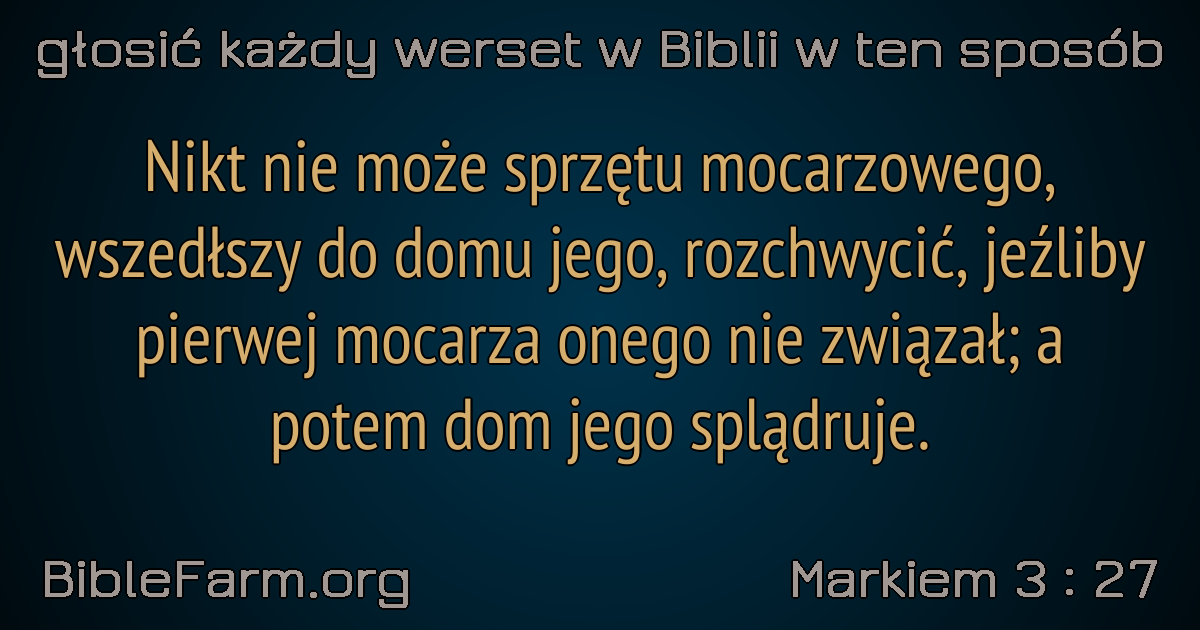 głosić każdy werset w Biblii w ten sposób
Nikt nie może sprzętu mocarzowego,
wszedłszy do domu jego, rozchwycić, jeźliby
pierwej mocarza onego nie związał; a
potem dom jego splądruje.
BibleFarm.org
Markiem 3 : 27